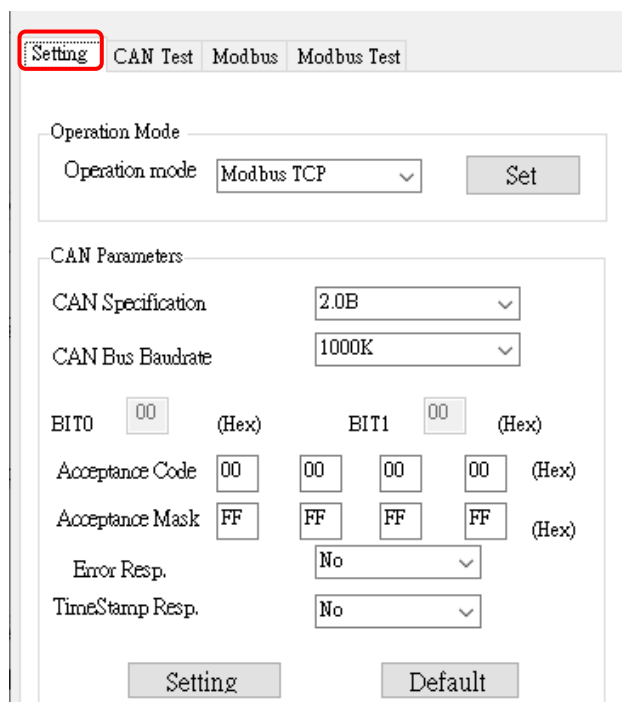 Setting CAN Test Modbus Modbus Test
Operation Mode
Operation mode Modbus TCP Set
CAN Parameters
CAN Specification 2.0B
CAN Bus Baudrate 1000K
BIT0 00 (Hex) BIT1 00 (Hex)
Acceptance Code 00 00 00 00 (Hex)
Acceptance Mask FF FF FF FF (Hex)
Error Resp. No
TimeStamp Resp. No
Setting Default